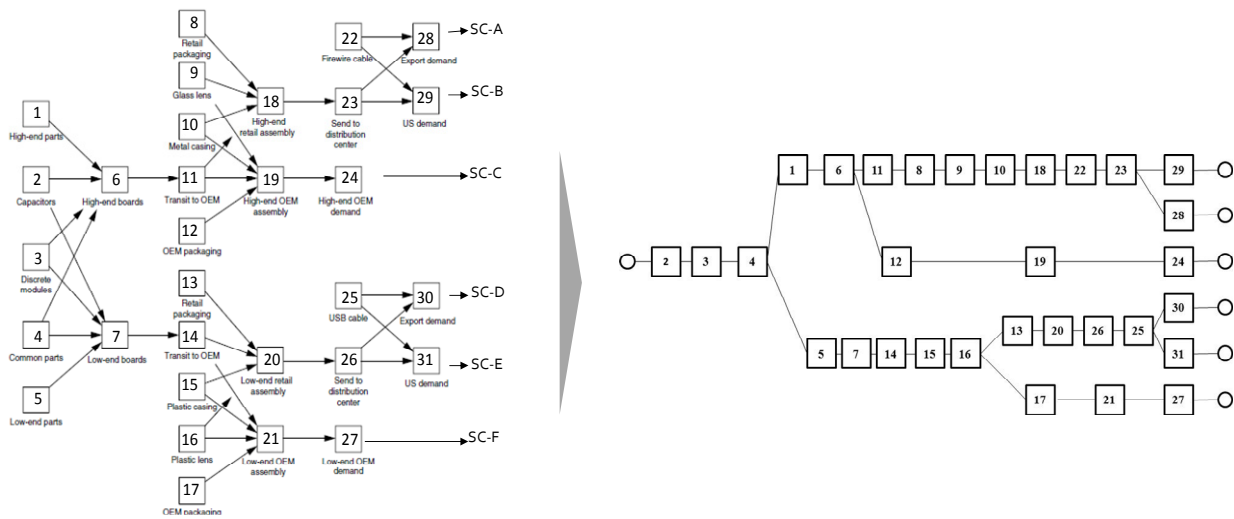 8
Retail
packaging
22
Firewire cable
28
Export demand
SC-A
9
Glass lens
18
High-end
retail assembly
23
Send to
distribution
center
29
US demand
SC-B
1
High-end parts
10
Metal casing
2
Capacitors
6
High-end boards
11
Transit to OEM
19
High-end OEM
assembly
24
High-end OEM
demand
SC-C
12
OEM packaging
3
Discrete
modules
13
Retail
packaging
25
USB cable
30
Export demand
SC-D
4
Common parts
7
Low-end boards
14
Transit to OEM
20
Low-end retail
assembly
26
Send to
distribution
center
31
US demand
SC-E
5
Low-end parts
15
Plastic casing
16
Plastic lens
21
Low-end OEM
assembly
27
Low-end OEM
demand
SC-F
17
OEM packaging
1 6 11 8 9 10 18 22 23 29
28
2 3 4 12 19 24
30
13 20 26 25
5 7 14 15 16 31
17 21 27